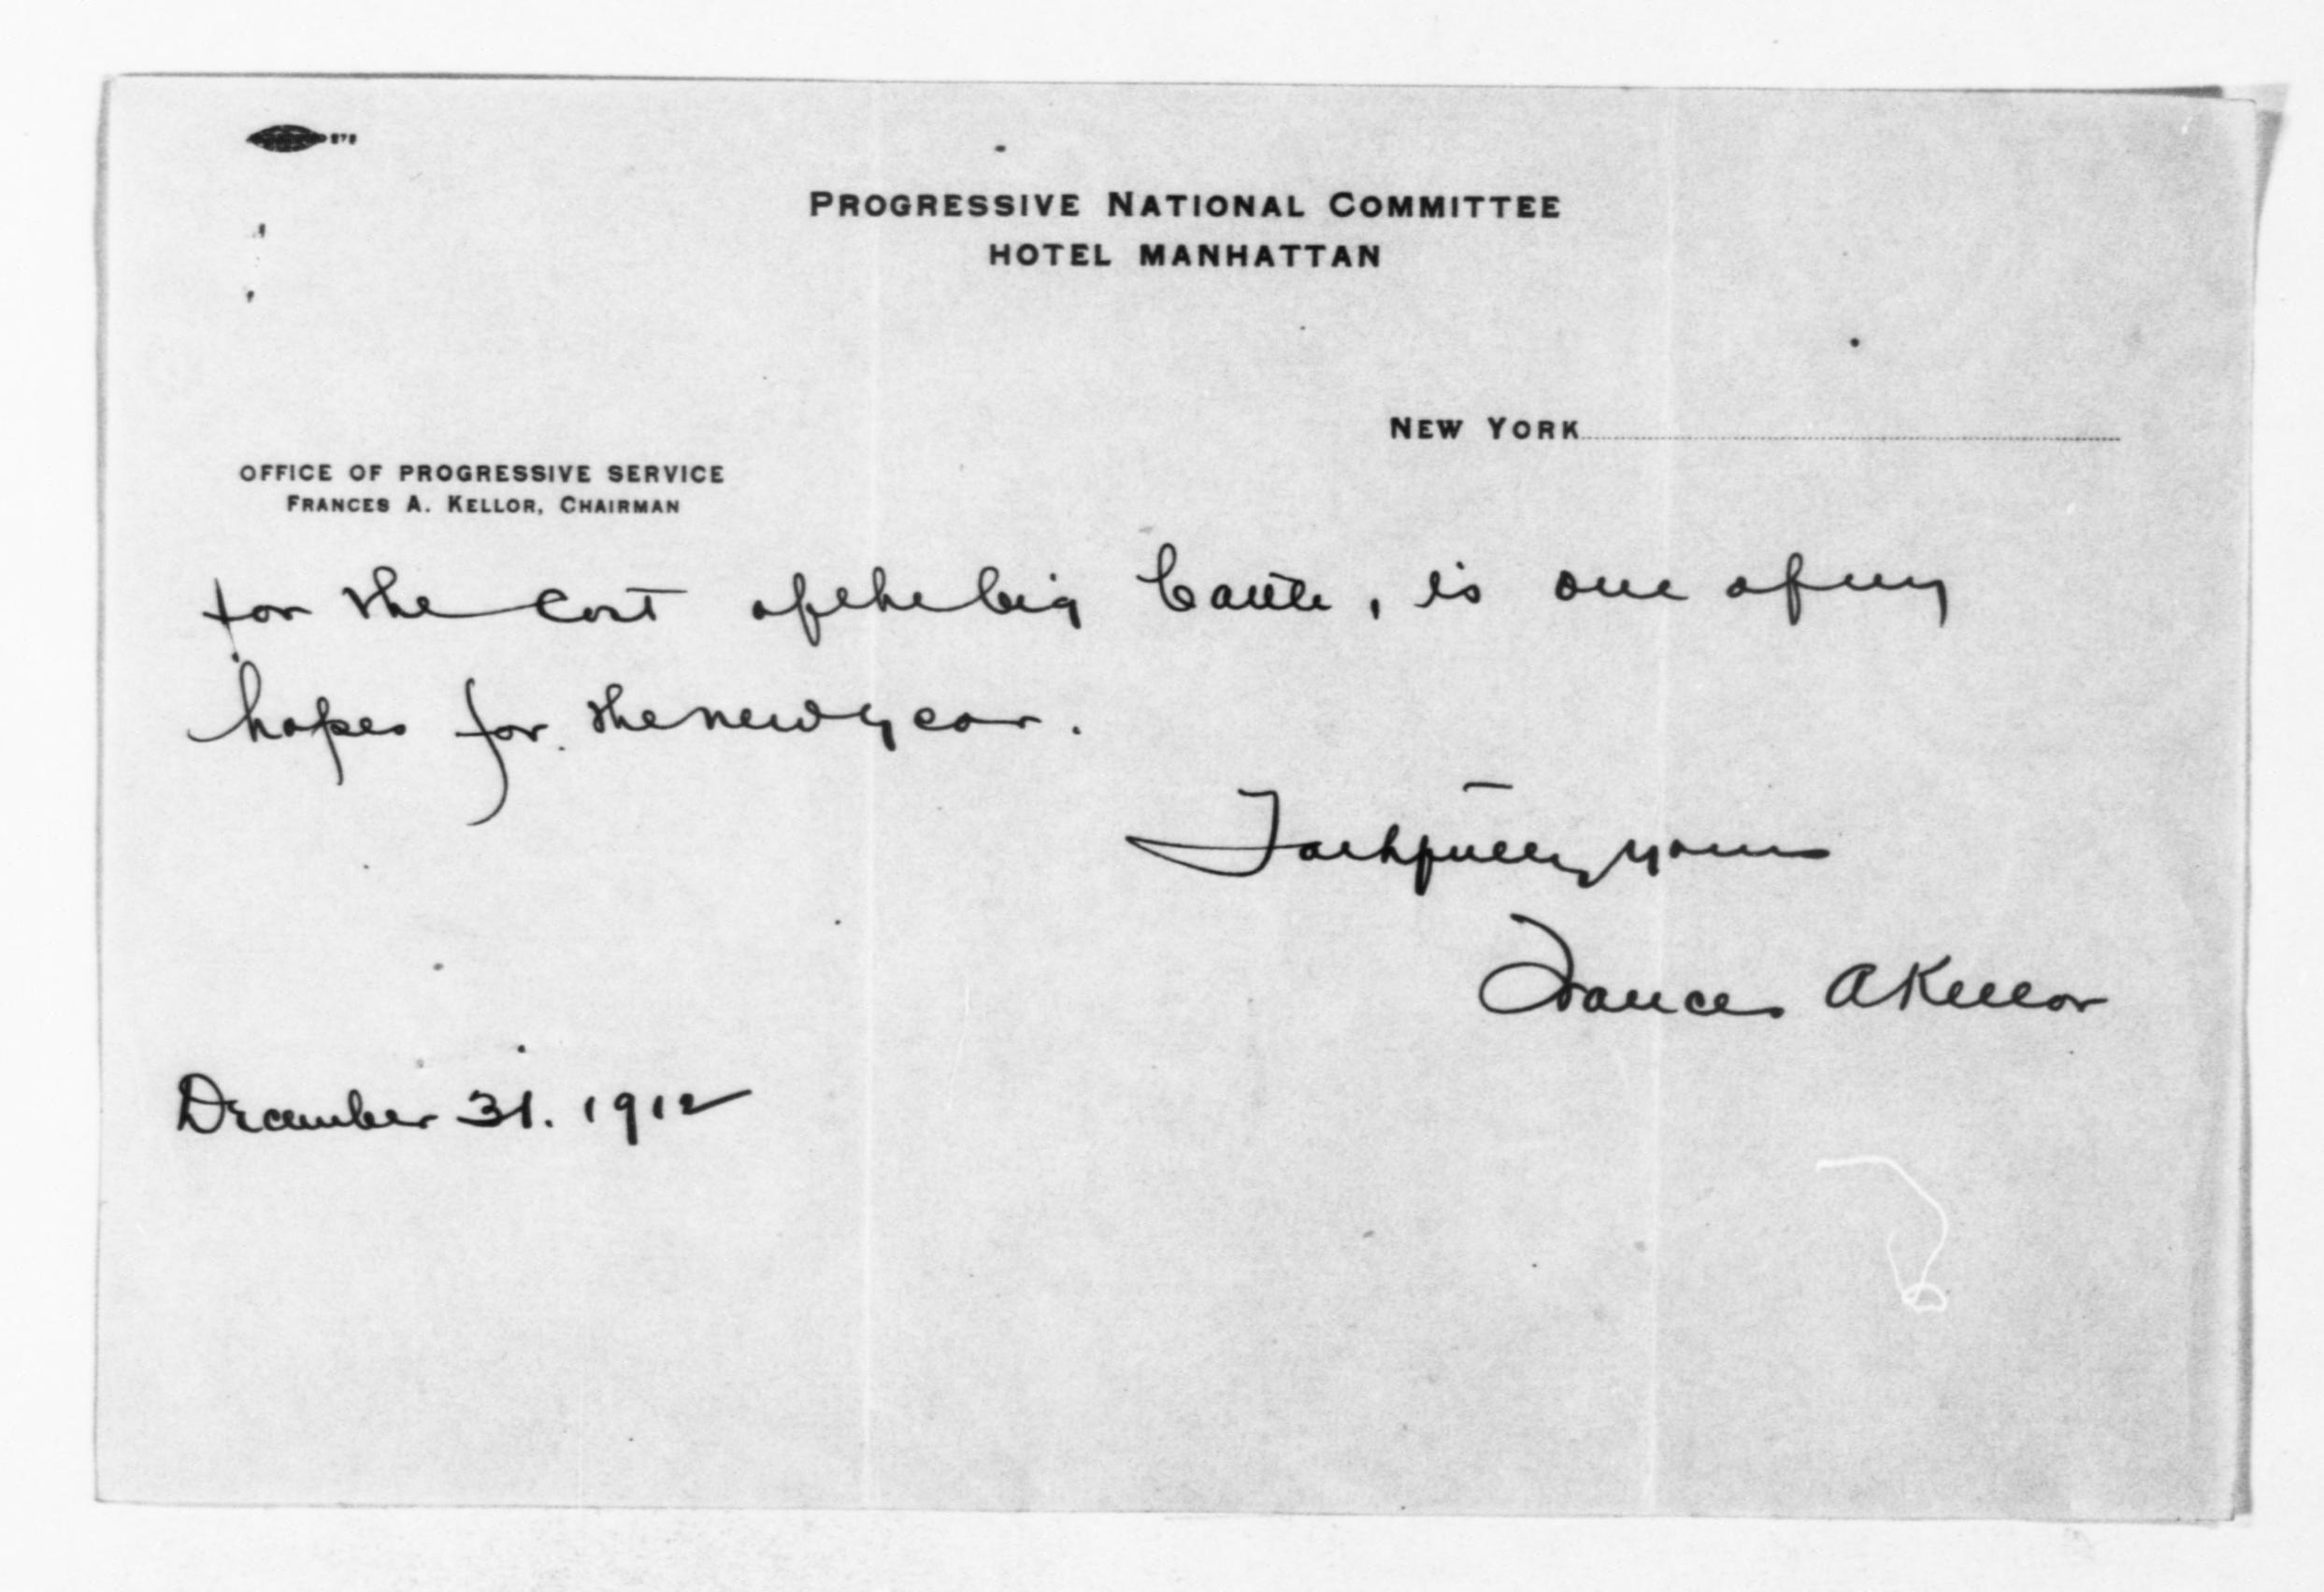 PROGRESSIVE NATIONAL COMMITTEE
HOTEL MANHATTAN
NEW YORK
OFFICE OF PROGRESSIVE SERVICE
FRANCES A. KELLOR, CHAIRMAN
for the cost of the big battle, is one of my
hopes for the new year.
Faithfully yours
Frances A Kellor
December 31. 1912